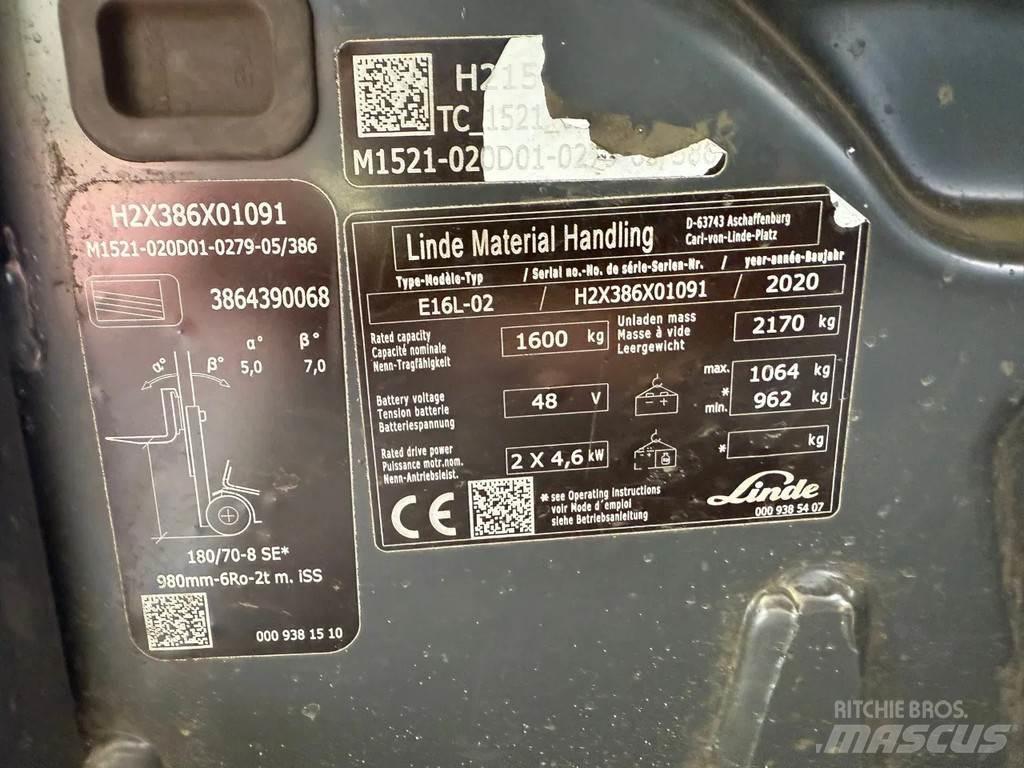 H215
TC_1521_
M1521-020D01-0279-05/386
H2X386X01091
M1521-020D01-0279-05/386
3864390068
α° β°
α° β° 5,0 7,0
180/70-8 SE*
980mm-6Ro-2t m. iSS
000 938 15 10
Linde Material Handling
D-63743 Aschaffenburg
Carl-von-Linde-Platz
Type-Modèle-Typ / Serial no.-No. de série-Serien-Nr. / year-année-Baujahr
E16L-02 / H2X386X01091 / 2020
Rated capacity
Capacité nominale
Nenn-Tragfähigkeit
1600 kg
Unladen mass
Masse à vide
Leergewicht
2170 kg
Battery voltage
Tension batterie
Batteriespannung
48 V
max. 1064 kg
* min. 962 kg
Rated drive power
Puissance motr.nom.
Nenn-Antriebsleist.
2 X 4,6 kW
* kg
CE
* see Operating Instructions
voir Mode d'emploi
siehe Betriebsanleitung
Linde
000 938 54 07
RITCHIE BROS.
MASCUS